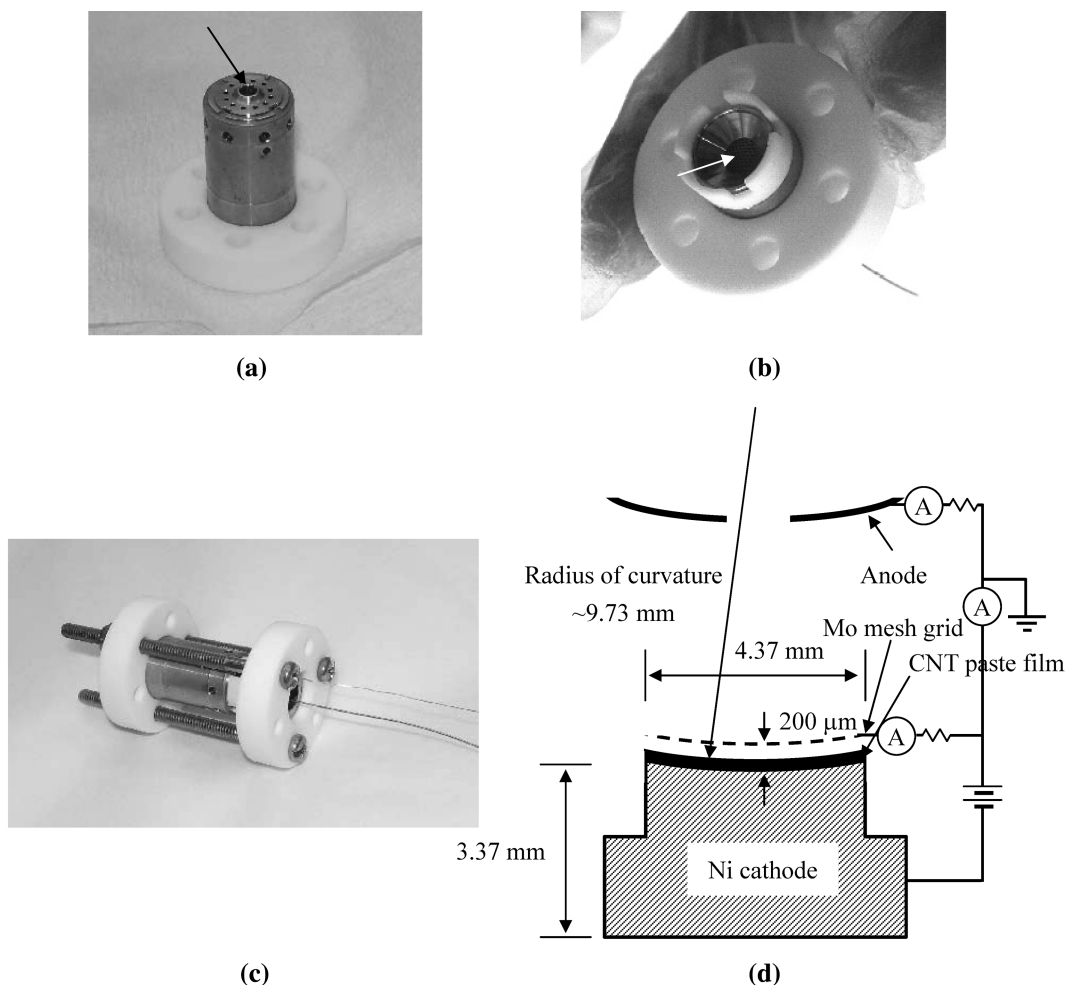 (a)
(b)
A
Radius of curvature
~9.73 mm
Anode
A
Mo mesh grid
4.37 mm
CNT paste film
200 μm
A
3.37 mm
Ni cathode
(c)
(d)